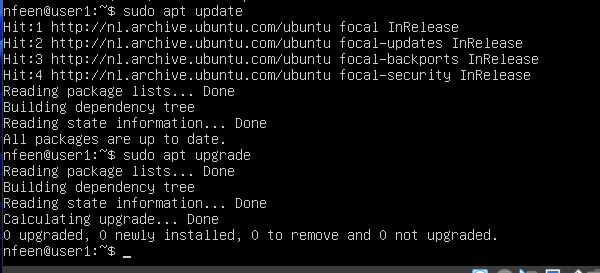 nfeen@user1:~$ sudo apt update
Hit:1 http://nl.archive.ubuntu.com/ubuntu focal InRelease
Hit:2 http://nl.archive.ubuntu.com/ubuntu focal-updates InRelease
Hit:3 http://nl.archive.ubuntu.com/ubuntu focal-backports InRelease
Hit:4 http://nl.archive.ubuntu.com/ubuntu focal-security InRelease
Reading package lists... Done
Building dependency tree
Reading state information... Done
All packages are up to date.
nfeen@user1:~$ sudo apt upgrade
Reading package lists... Done
Building dependency tree
Reading state information... Done
Calculating upgrade... Done
0 upgraded, 0 newly installed, 0 to remove and 0 not upgraded.
nfeen@user1:~$ _